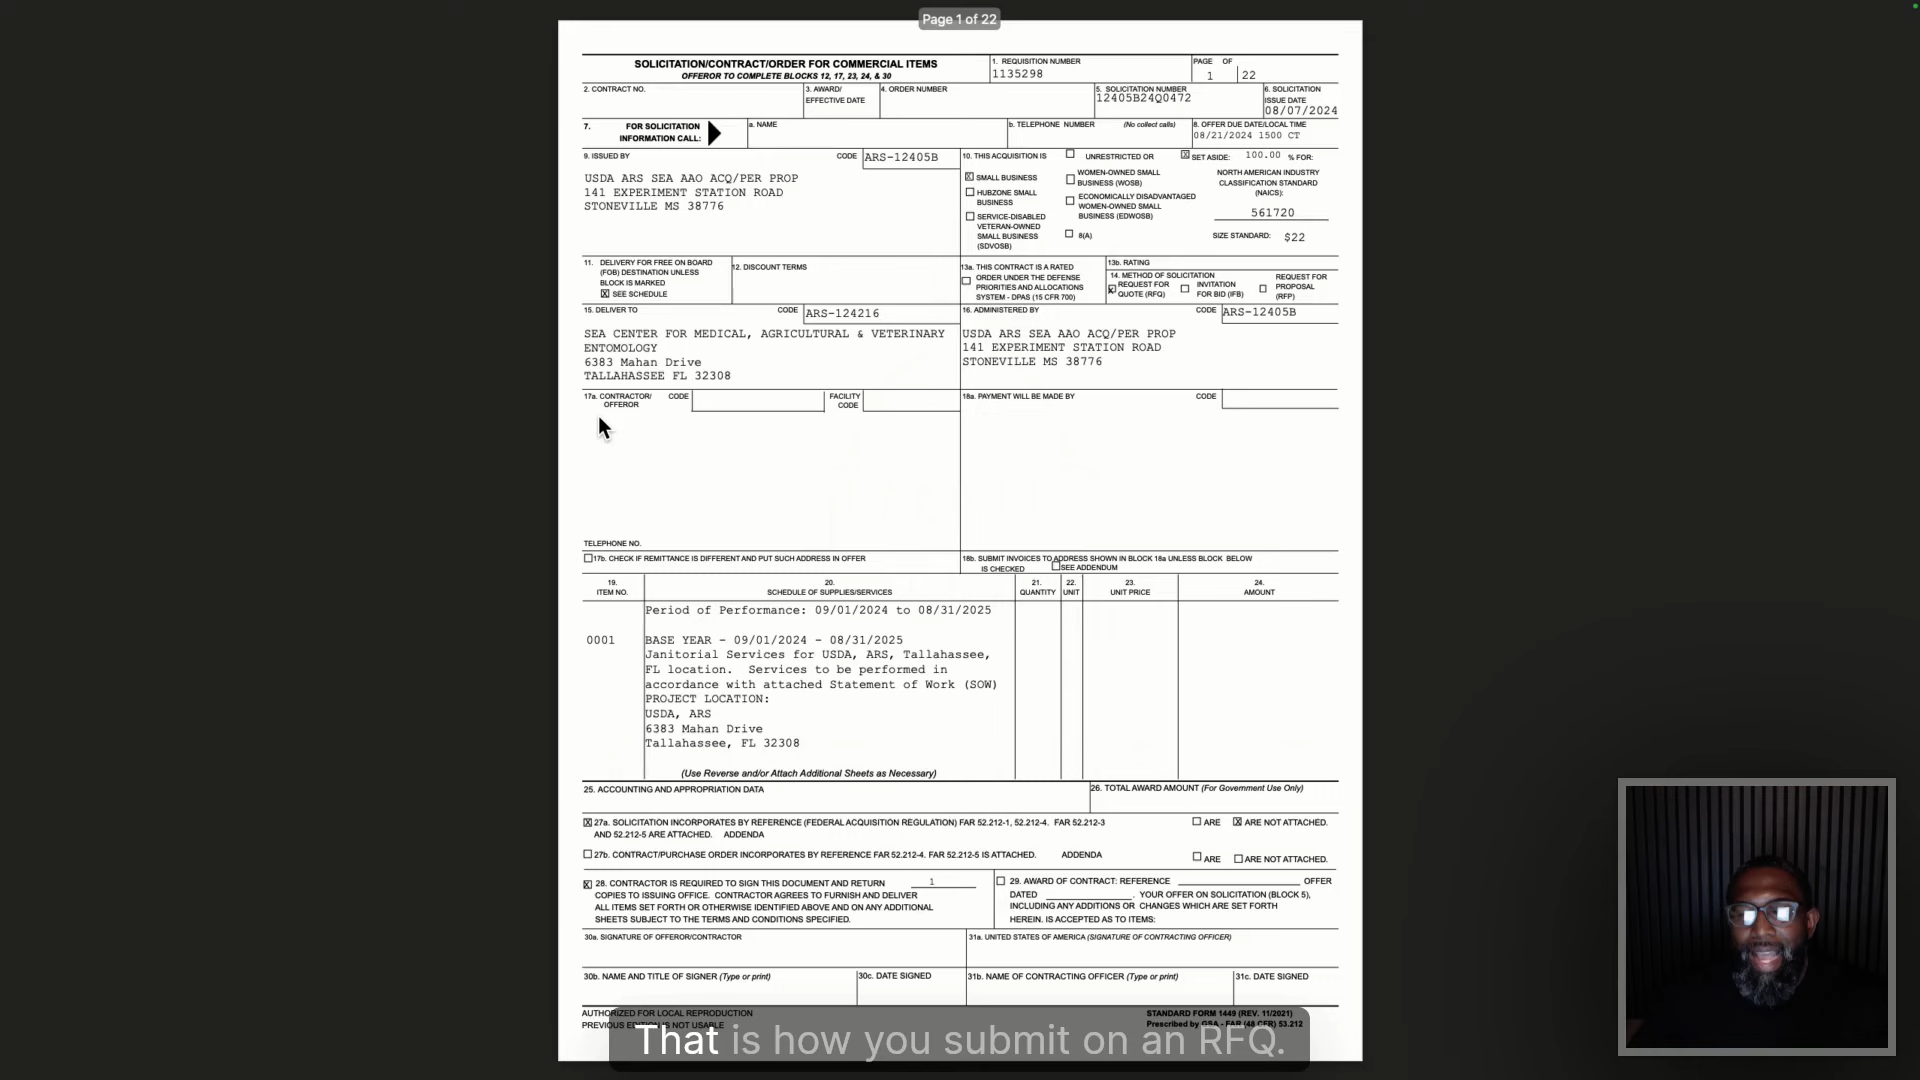 Page 1 of 22
SOLICITATION/CONTRACT/ORDER FOR COMMERCIAL ITEMS
OFFEROR TO COMPLETE BLOCKS 12, 17, 23, 24, & 30
1. REQUISITION NUMBER
1135298
PAGE OF
1 22
2. CONTRACT NO.
3. AWARD/
EFFECTIVE DATE
4. ORDER NUMBER
5. SOLICITATION NUMBER
12405B24Q0472
6. SOLICITATION
ISSUE DATE
08/07/2024
7. FOR SOLICITATION
INFORMATION CALL:
a. NAME
b. TELEPHONE NUMBER (No collect calls)
8. OFFER DUE DATE/LOCAL TIME
08/21/2024 1500 CT
9. ISSUED BY
CODE
ARS-12405B
USDA ARS SEA AAO ACQ/PER PROP
141 EXPERIMENT STATION ROAD
STONEVILLE MS 38776
10. THIS ACQUISITION IS
UNRESTRICTED OR
X SET ASIDE: 100.00 % FOR:
X SMALL BUSINESS
HUBZONE SMALL
BUSINESS
SERVICE-DISABLED
VETERAN-OWNED
SMALL BUSINESS
(SDVOSB)
WOMEN-OWNED SMALL
BUSINESS (WOSB)
ECONOMICALLY DISADVANTAGED
WOMEN-OWNED SMALL
BUSINESS (EDWOSB)
8(A)
NORTH AMERICAN INDUSTRY
CLASSIFICATION STANDARD
(NAICS):
561720
SIZE STANDARD: $22
11. DELIVERY FOR FREE ON BOARD
(FOB) DESTINATION UNLESS
BLOCK IS MARKED
X SEE SCHEDULE
12. DISCOUNT TERMS
13a. THIS CONTRACT IS A RATED
ORDER UNDER THE DEFENSE
PRIORITIES AND ALLOCATIONS
SYSTEM - DPAS (15 CFR 700)
13b. RATING
14. METHOD OF SOLICITATION
X REQUEST FOR
QUOTE (RFQ)
INVITATION
FOR BID (IFB)
REQUEST FOR
PROPOSAL
(RFP)
15. DELIVER TO
CODE
ARS-124216
SEA CENTER FOR MEDICAL, AGRICULTURAL & VETERINARY
ENTOMOLOGY
6383 Mahan Drive
TALLAHASSEE FL 32308
16. ADMINISTERED BY
CODE
ARS-12405B
USDA ARS SEA AAO ACQ/PER PROP
141 EXPERIMENT STATION ROAD
STONEVILLE MS 38776
17a. CONTRACTOR/
OFFEROR
CODE
FACILITY
CODE
TELEPHONE NO.
18a. PAYMENT WILL BE MADE BY
CODE
17b. CHECK IF REMITTANCE IS DIFFERENT AND PUT SUCH ADDRESS IN OFFER
18b. SUBMIT INVOICES TO ADDRESS SHOWN IN BLOCK 18a UNLESS BLOCK BELOW
IS CHECKED SEE ADDENDUM
19.
ITEM NO.
20.
SCHEDULE OF SUPPLIES/SERVICES
21.
QUANTITY
22.
UNIT
23.
UNIT PRICE
24.
AMOUNT
Period of Performance: 09/01/2024 to 08/31/2025
0001 BASE YEAR - 09/01/2024 - 08/31/2025
Janitorial Services for USDA, ARS, Tallahassee,
FL location. Services to be performed in
accordance with attached Statement of Work (SOW)
PROJECT LOCATION:
USDA, ARS
6383 Mahan Drive
Tallahassee, FL 32308
(Use Reverse and/or Attach Additional Sheets as Necessary)
25. ACCOUNTING AND APPROPRIATION DATA
26. TOTAL AWARD AMOUNT (For Government Use Only)
X 27a. SOLICITATION INCORPORATES BY REFERENCE (FEDERAL ACQUISITION REGULATION) FAR 52.212-1, 52.212-4. FAR 52.212-3
AND 52.212-5 ARE ATTACHED. ADDENDA
ARE X ARE NOT ATTACHED.
27b. CONTRACT/PURCHASE ORDER INCORPORATES BY REFERENCE FAR 52.212-4. FAR 52.212-5 IS ATTACHED. ADDENDA
ARE ARE NOT ATTACHED.
X 28. CONTRACTOR IS REQUIRED TO SIGN THIS DOCUMENT AND RETURN 1
COPIES TO ISSUING OFFICE. CONTRACTOR AGREES TO FURNISH AND DELIVER
ALL ITEMS SET FORTH OR OTHERWISE IDENTIFIED ABOVE AND ON ANY ADDITIONAL
SHEETS SUBJECT TO THE TERMS AND CONDITIONS SPECIFIED.
29. AWARD OF CONTRACT: REFERENCE OFFER
DATED . YOUR OFFER ON SOLICITATION (BLOCK 5),
INCLUDING ANY ADDITIONS OR CHANGES WHICH ARE SET FORTH
HEREIN. IS ACCEPTED AS TO ITEMS:
30a. SIGNATURE OF OFFEROR/CONTRACTOR
31a. UNITED STATES OF AMERICA (SIGNATURE OF CONTRACTING OFFICER)
30b. NAME AND TITLE OF SIGNER (Type or print)
30c. DATE SIGNED
31b. NAME OF CONTRACTING OFFICER (Type or print)
31c. DATE SIGNED
AUTHORIZED FOR LOCAL REPRODUCTION
PREVIOUS EDITION IS NOT USABLE
STANDARD FORM 1449 (REV. 11/2021)
Prescribed by GSA - FAR (48 CFR) 53.212
That is how you submit on an RFQ.